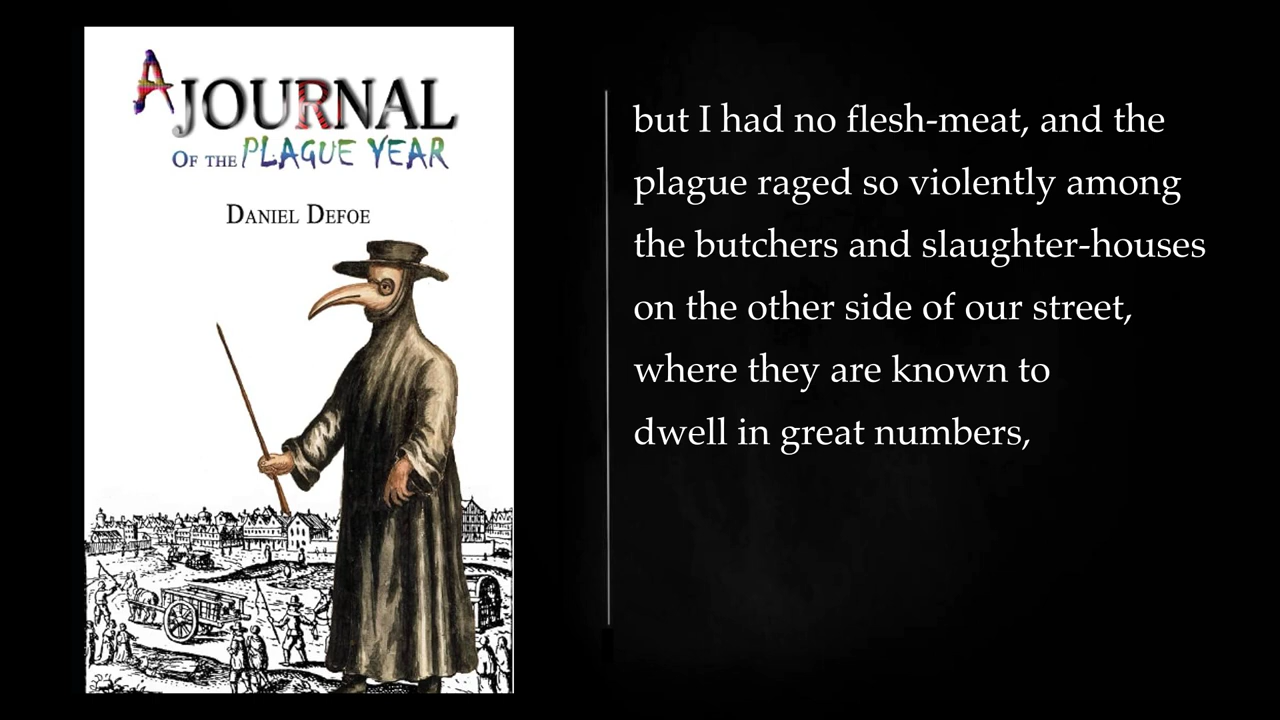 A JOURNAL
OF THE PLAGUE YEAR
DANIEL DEFOE
but I had no flesh-meat, and the
plague raged so violently among
the butchers and slaughter-houses
on the other side of our street,
where they are known to
dwell in great numbers,